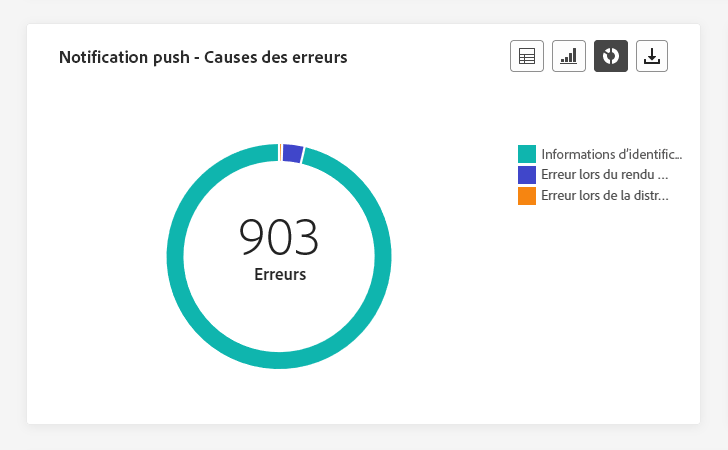 Notification push - Causes des erreurs
903
Erreurs
Informations d’identific...
Erreur lors du rendu ...
Erreur lors de la distr...